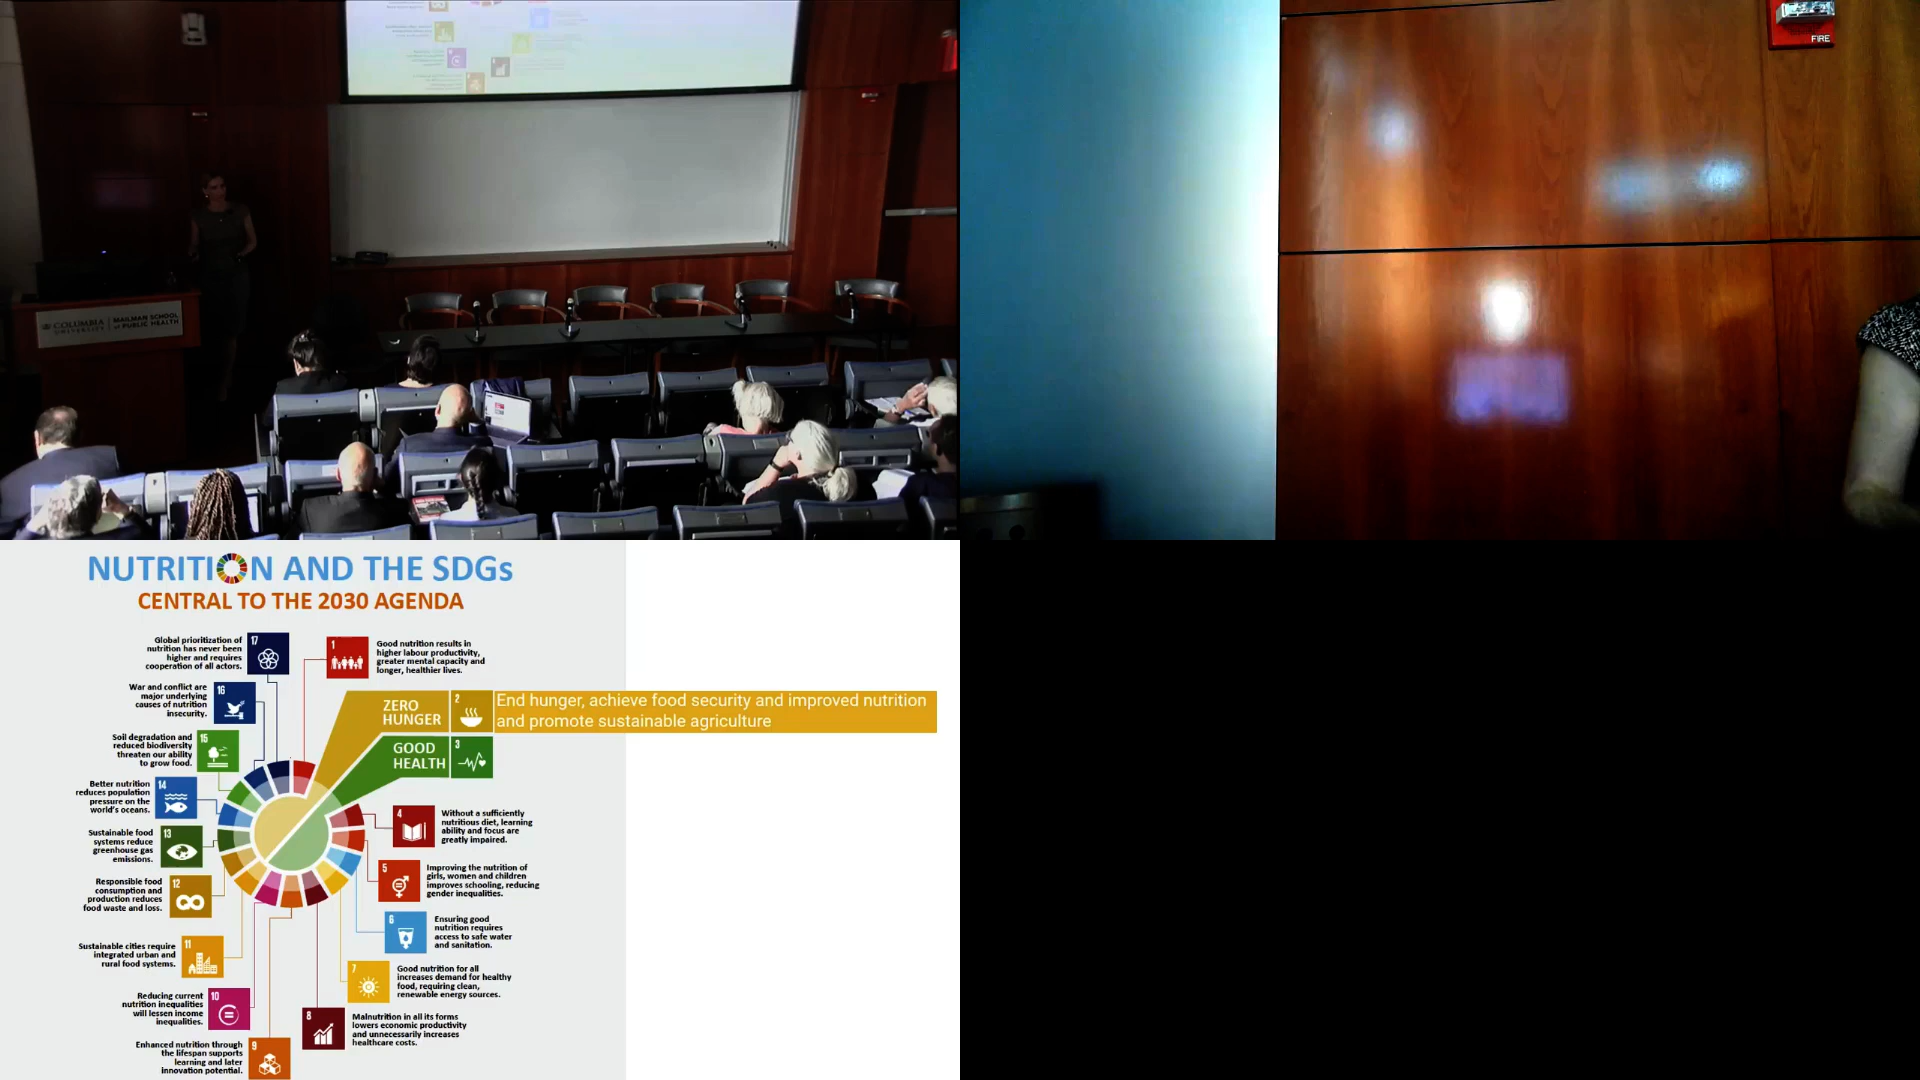 COLUMBIA
UNIVERSITY
MAILMAN SCHOOL
of PUBLIC HEALTH
FIRE
NUTRITION AND THE SDGs
CENTRAL TO THE 2030 AGENDA
17
Global prioritization of
nutrition has never been
higher and requires
cooperation of all actors.
1
Good nutrition results in
higher labour productivity,
greater mental capacity and
longer, healthier lives.
16
War and conflict are
major underlying
causes of nutrition
insecurity.
ZERO
HUNGER
2
End hunger, achieve food security and improved nutrition
and promote sustainable agriculture
15
Soil degradation and
reduced biodiversity
threaten our ability
to grow food.
GOOD
HEALTH
3
14
Better nutrition
reduces population
pressure on the
world's oceans.
4
Without a sufficiently
nutritious diet, learning
ability and focus are
greatly impaired.
13
Sustainable food
systems reduce
greenhouse gas
emissions.
5
Improving the nutrition of
girls, women and children
improves schooling, reducing
gender inequalities.
12
Responsible food
consumption and
production reduces
food waste and loss.
6
Ensuring good
nutrition requires
access to safe water
and sanitation.
11
Sustainable cities require
integrated urban and
rural food systems.
7
Good nutrition for all
increases demand for healthy
food, requiring clean,
renewable energy sources.
10
Reducing current
nutrition inequalities
will lessen income
inequalities.
8
Malnutrition in all its forms
lowers economic productivity
and unnecessarily increases
healthcare costs.
9
Enhanced nutrition through
the lifespan supports
learning and later
innovation potential.